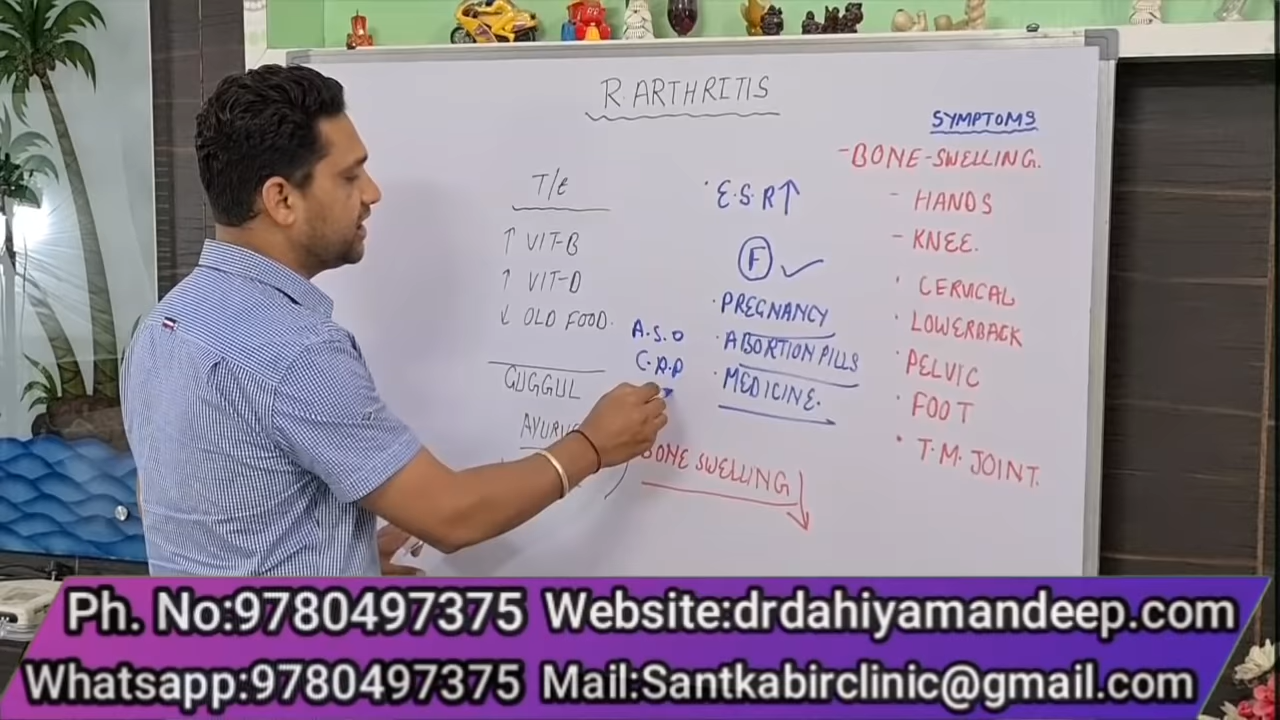 R. ARTHRITIS
T/t
↑ VIT-B
↑ VIT-D
↓ OLD FOOD.
GUGGUL
A.S.O
C.R.P
E.S.R↑
F ✓
PREGNANCY
ABORTION PILLS
MEDICINE.
BONE SWELLING ↓
SYMPTOMS
- BONE-SWELLING.
- HANDS
- KNEE.
CERVICAL
LOWERBACK
PELVIC
FOOT
T.M. JOINT.
Ph. No:9780497375 Website:drdahiyamandeep.com
Whatsapp:9780497375 Mail:Santkabirclinic@gmail.com